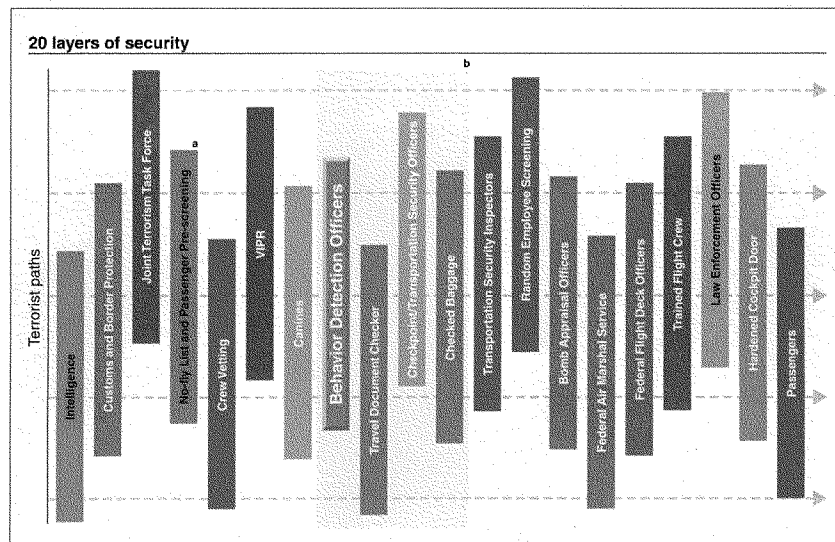 20 layers of security
b
a
Terrorist paths
Intelligence
Customs and Border Protection
Joint Terrorism Task Force
No-fly List and Passenger Pre-screening
Crew Vetting
VIPR
Canines
Behavior Detection Officers
Travel Document Checker
Checkpoint/Transportation Security Officers
Checked Baggage
Transportation Security Inspectors
Random Employee Screening
Bomb Appraisal Officers
Federal Air Marshal Service
Federal Flight Deck Officers
Trained Flight Crew
Law Enforcement Officers
Hardened Cockpit Door
Passengers